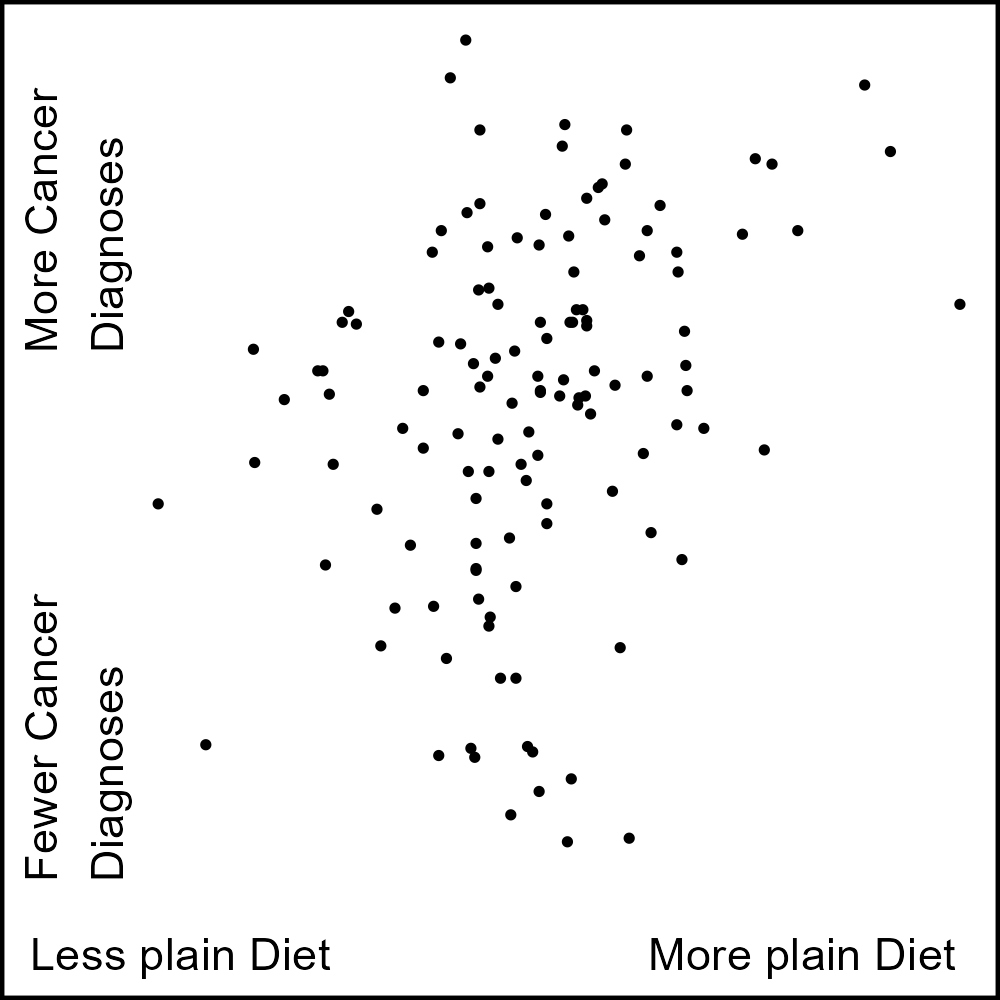 More Cancer
Diagnoses
Fewer Cancer
Diagnoses
Less plain Diet
More plain Diet